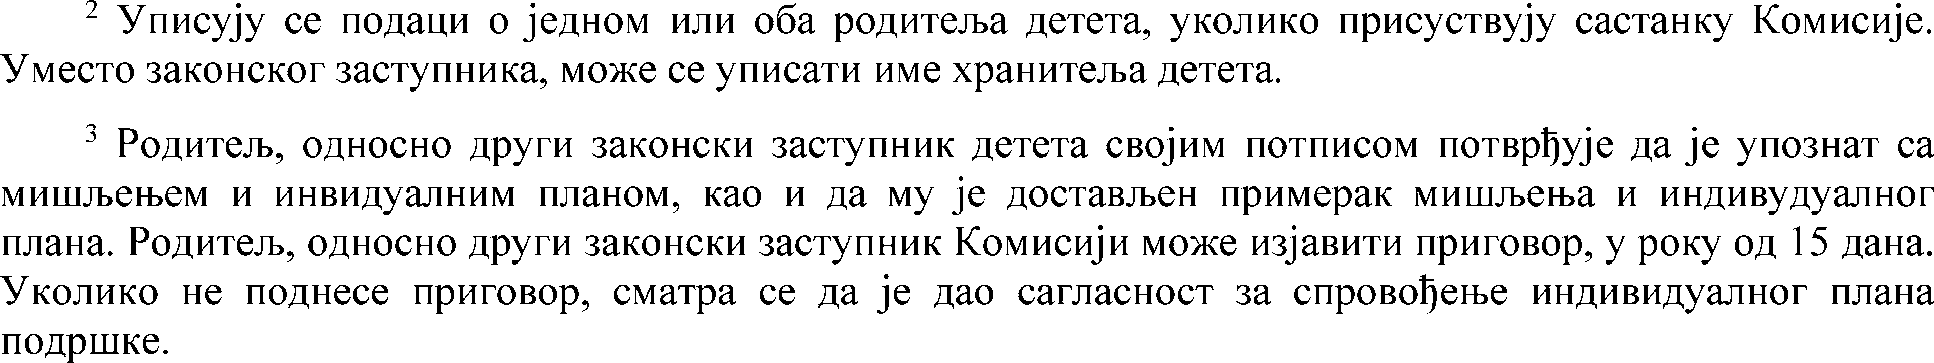 ² Уписују се подаци о једном или оба родитеља детета, уколико присуствују састанку Комисије.
Уместо законског заступника, може се уписати име хранитеља детета.
³ Родитељ, односно други законски заступник детета својим потписом потврђује да је упознат са
мишљењем и инвидуалним планом, као и да му је достављен примерак мишљења и индивудуалног
плана. Родитељ, односно други законски заступник Комисији може изјавити приговор, у року од 15 дана.
Уколико не поднесе приговор, сматра се да је дао сагласност за спровођење индивидуалног плана
подршке.